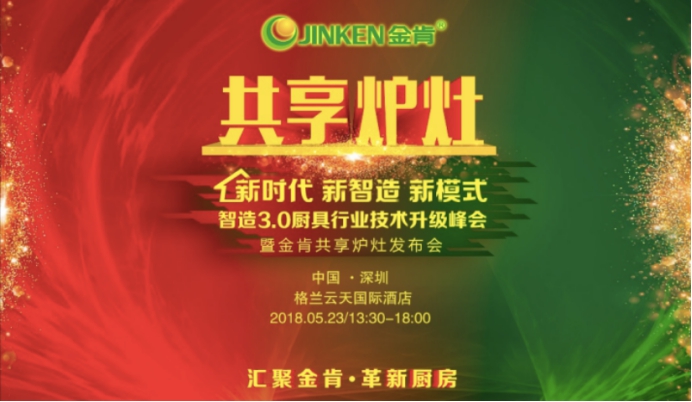 JINKEN金肯®
共享炉灶
新时代 新智造 新模式
智造3.0厨具行业技术升级峰会
暨金肯共享炉灶发布会
中国·深圳
格兰云天国际酒店
2018.05.23/13:30-18:00
汇聚金肯·革新厨房